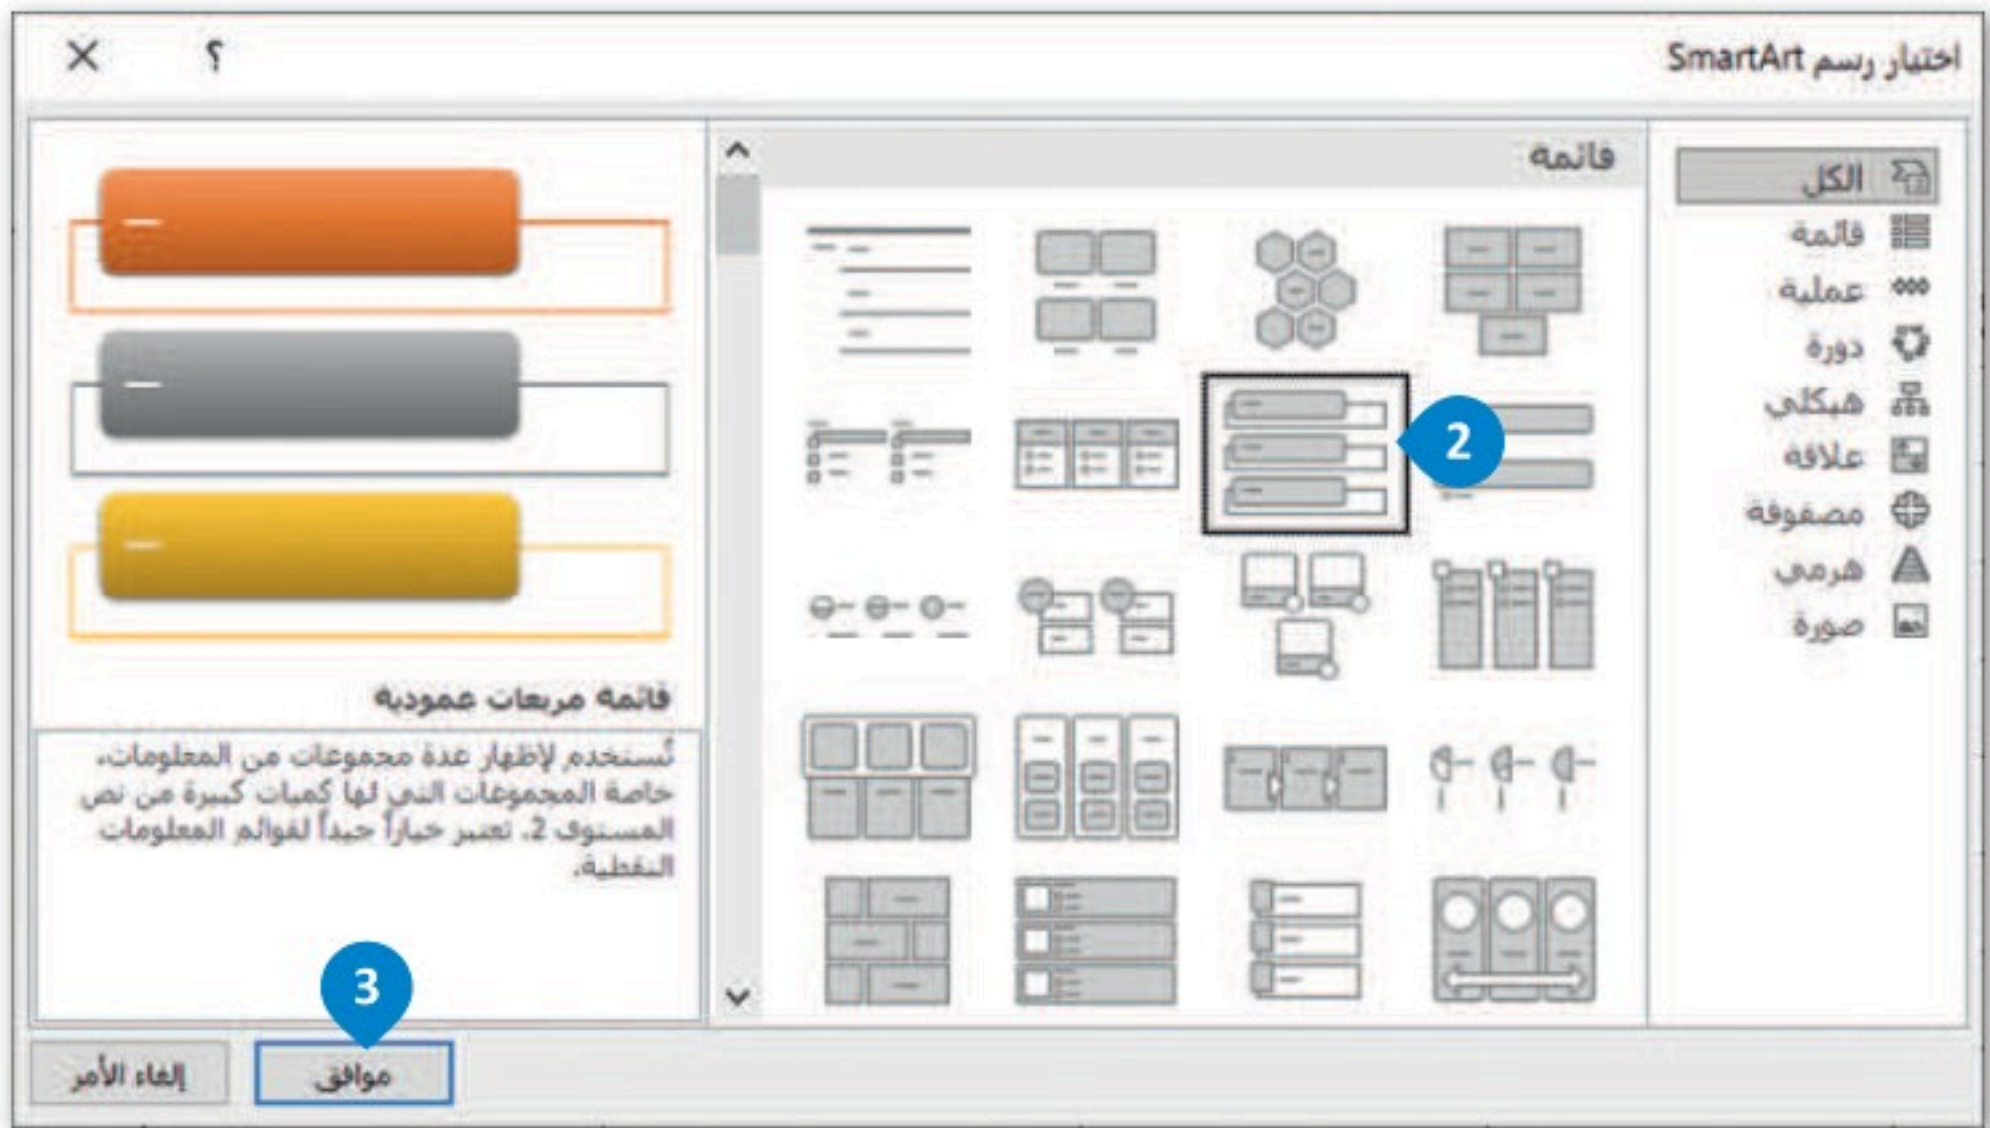 اختيار رسم SmartArt
؟
الكل
قائمة
عملية
دورة
هيكلي
علاقة
مصفوفة
هرمي
صورة
قائمة
2
قائمة مربعات عمودية
تُستخدم لإظهار عدة مجموعات من المعلومات،
خاصة المجموعات التي لها كميات كبيرة من نص
المستوى 2. تعتبر خياراً جيداً لقوائم المعلومات
النقطية.
3
موافق
إلغاء الأمر